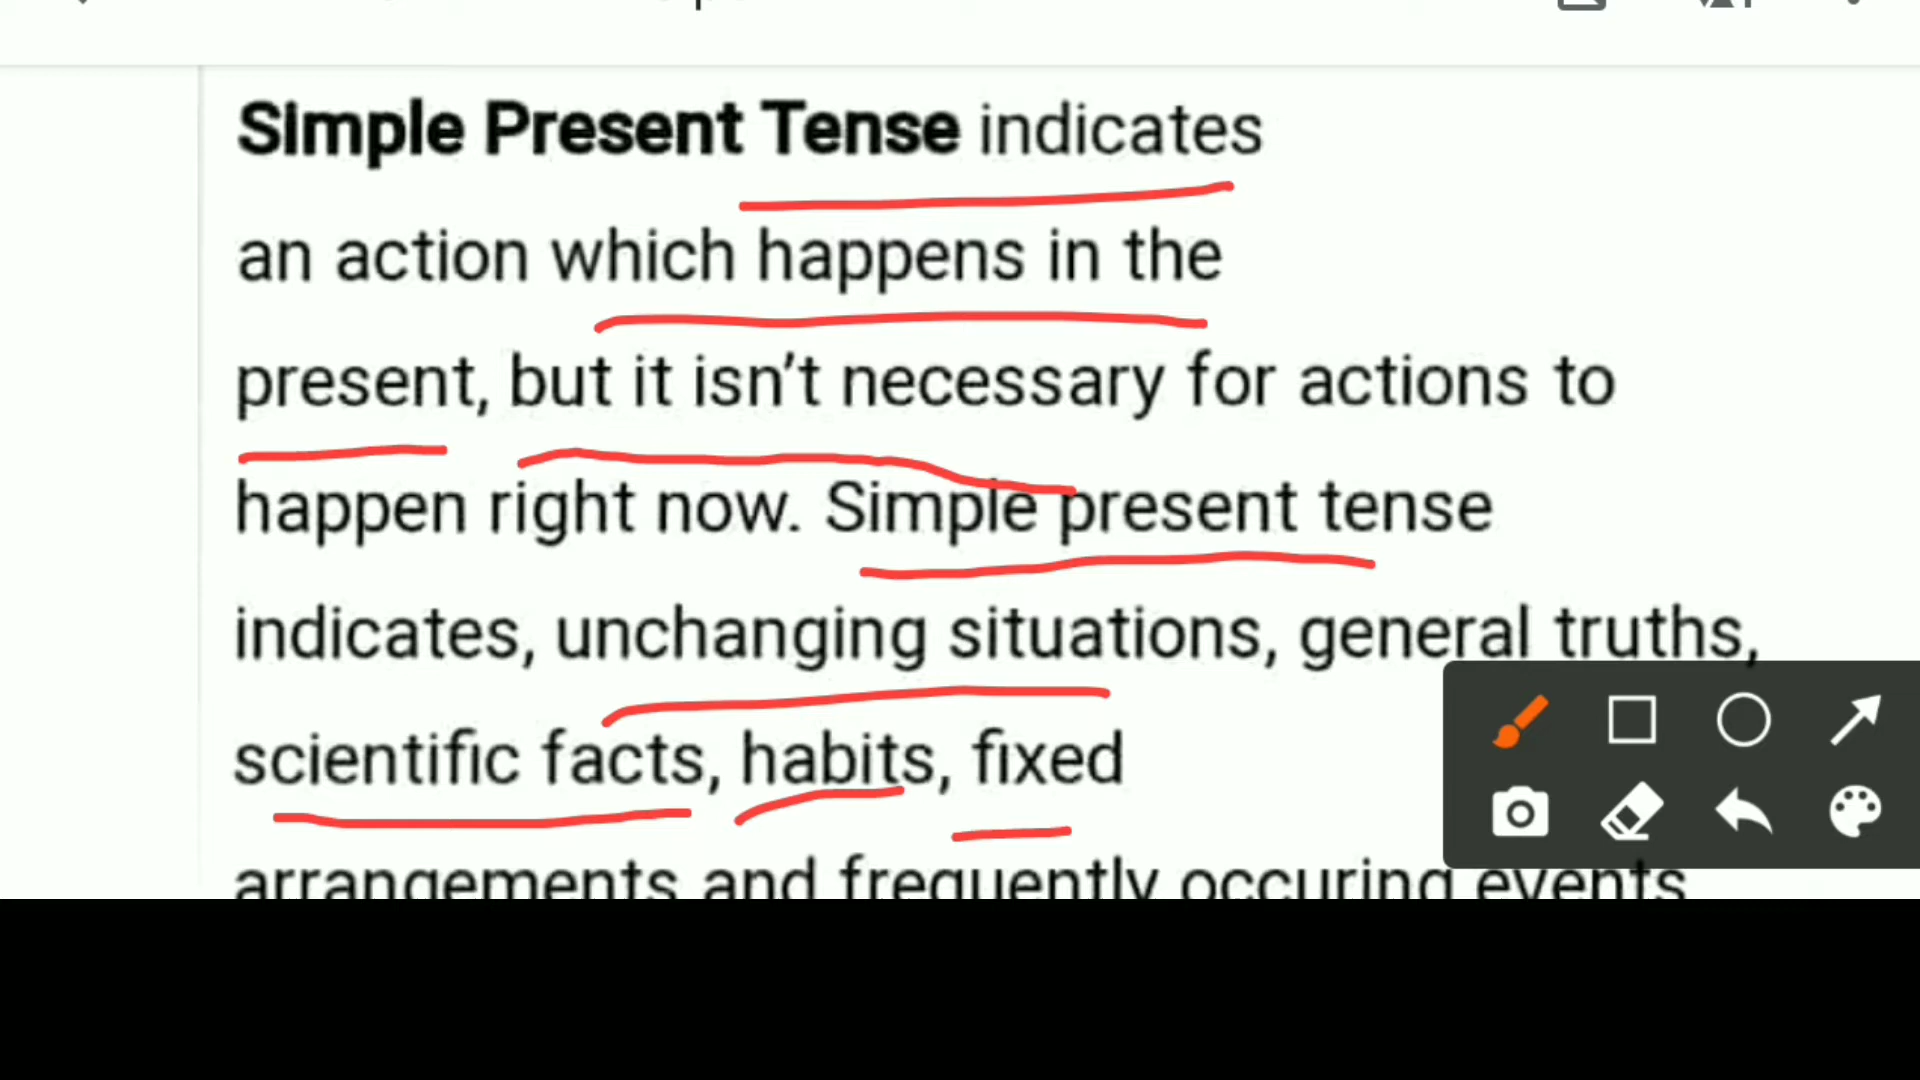 Simple Present Tense indicates
an action which happens in the
present, but it isn't necessary for actions to
happen right now. Simple present tense
indicates, unchanging situations, general truths,
scientific facts, habits, fixed
arrangements and frequently occuring events